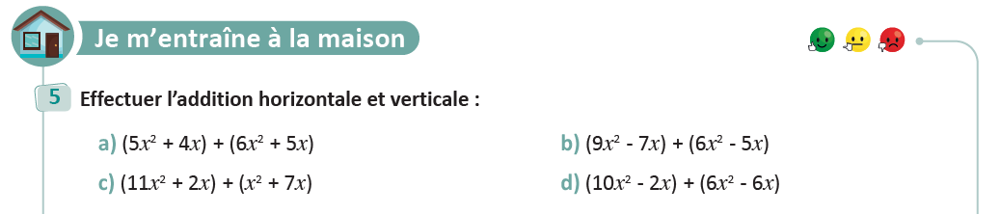 Je m'entraîne à la maison
5 Effectuer l'addition horizontale et verticale :
a) (5x² + 4x) + (6x² + 5x) b) (9x² - 7x) + (6x² - 5x)
c) (11x² + 2x) + (x² + 7x) d) (10x² - 2x) + (6x² - 6x)